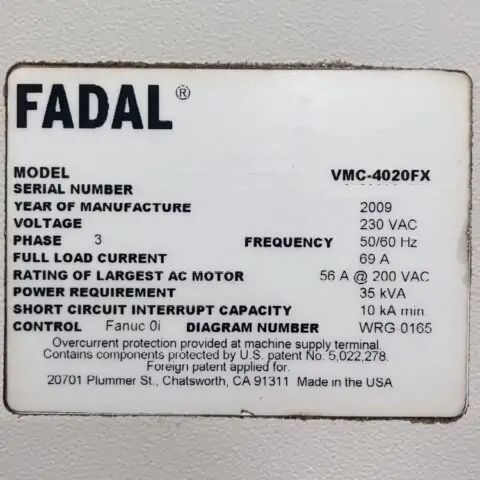 FADAL®
MODEL VMC-4020FX
SERIAL NUMBER
YEAR OF MANUFACTURE 2009
VOLTAGE 230 VAC
PHASE 3 FREQUENCY 50/60 Hz
FULL LOAD CURRENT 69 A
RATING OF LARGEST AC MOTOR 56 A @ 200 VAC
POWER REQUIREMENT 35 kVA
SHORT CIRCUIT INTERRUPT CAPACITY 10 kA min
CONTROL Fanuc 0i DIAGRAM NUMBER WRG 0165
Overcurrent protection provided at machine supply terminal.
Contains components protected by U.S. patent No. 5,022,278.
Foreign patent applied for.
20701 Plummer St., Chatsworth, CA 91311 Made in the USA